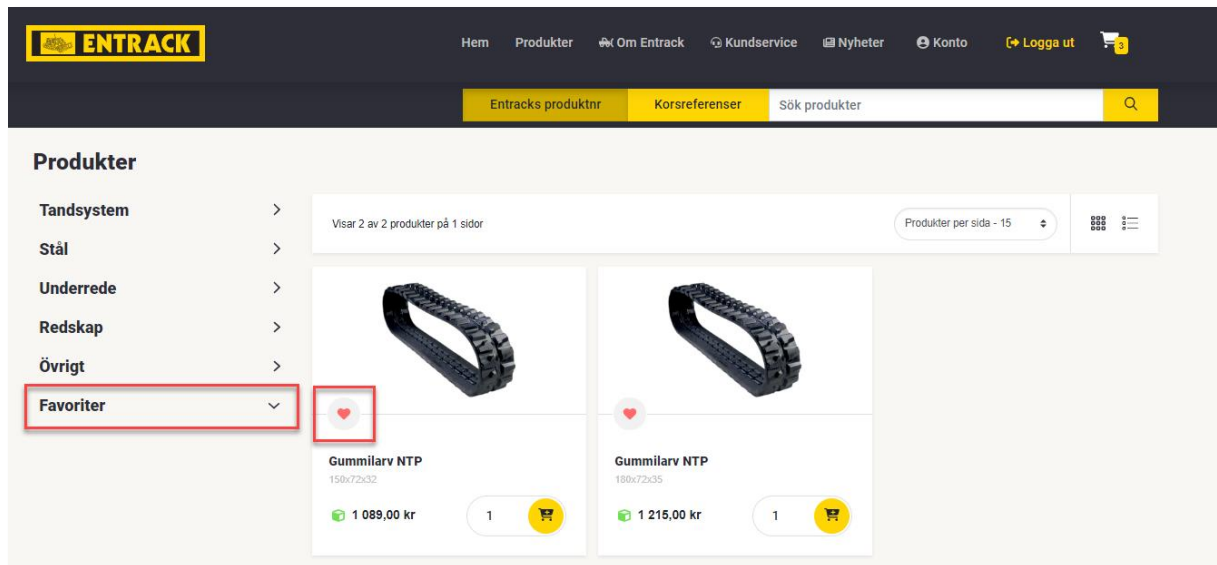 ENTRACK
Hem Produkter Om Entrack Kundservice Nyheter Konto Logga ut 3
Entracks produktnr Korsreferenser Sök produkter
Produkter
Tandsystem
Stål
Underrede
Redskap
Övrigt
Favoriter
Visar 2 av 2 produkter på 1 sidor
Produkter per sida - 15
Gummilarv NTP
150x72x32
1 089,00 kr 1
Gummilarv NTP
180x72x35
1 215,00 kr 1